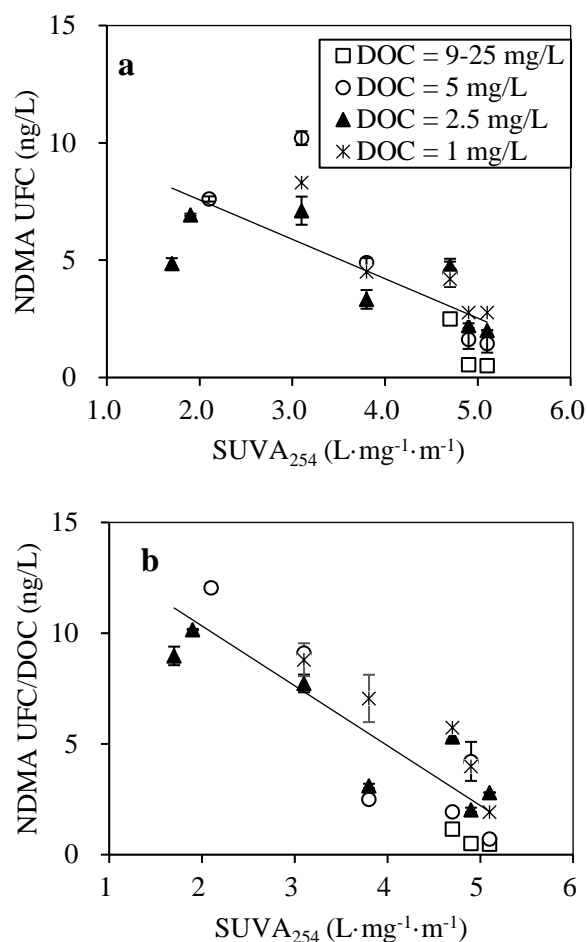 15
10
5
0
NDMA UFC (ng/L)
a
DOC = 9-25 mg/L
DOC = 5 mg/L
DOC = 2.5 mg/L
DOC = 1 mg/L
1.0 2.0 3.0 4.0 5.0 6.0
SUVA₂₅₄ (L·mg⁻¹·m⁻¹)
15
10
5
0
NDMA UFC/DOC (ng/L)
b
1 2 3 4 5 6
SUVA₂₅₄ (L·mg⁻¹·m⁻¹)